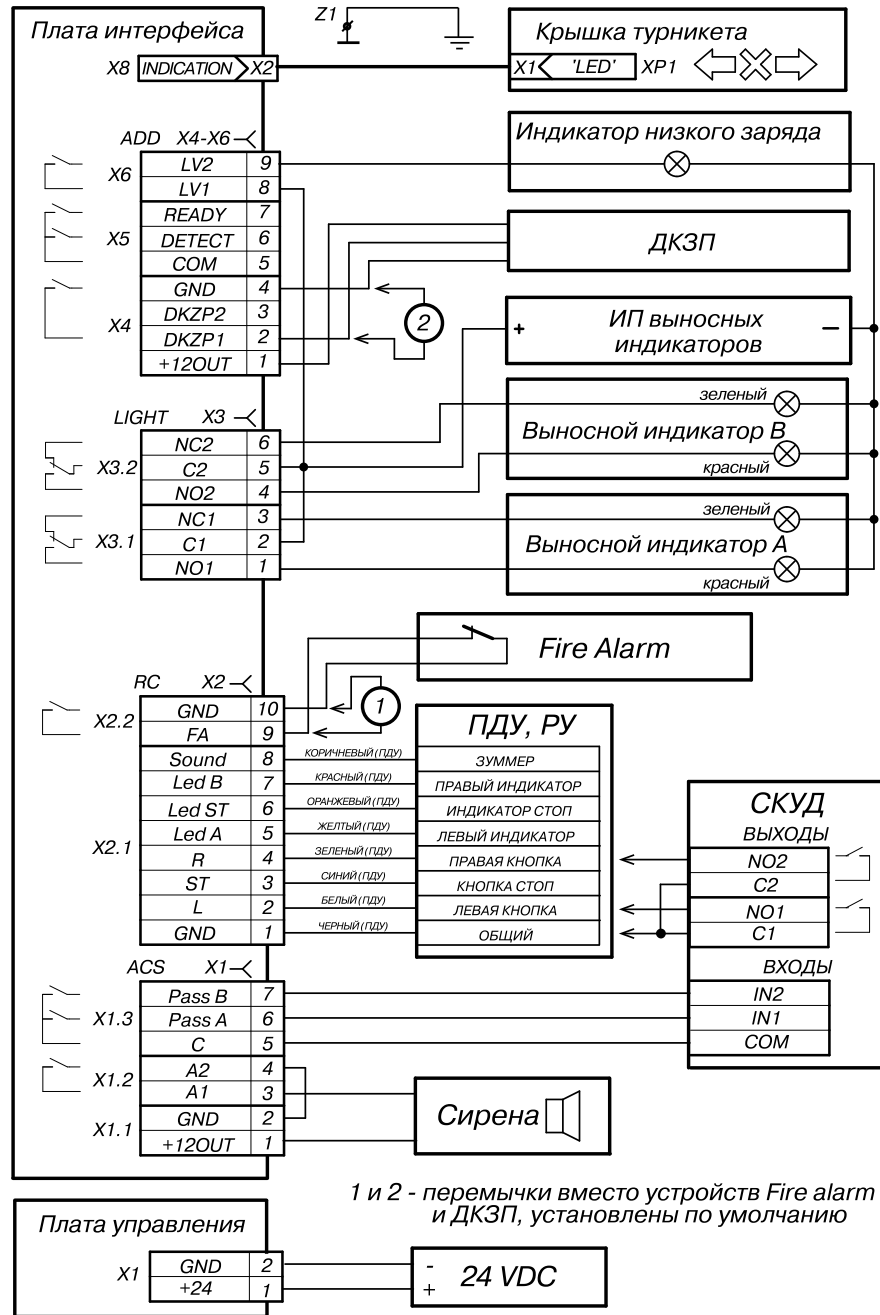 Плата интерфейса
Z1
Крышка турникета
X8 INDICATION X2
X1 'LED' XP1
ADD X4-X6
X6
LV2 9
LV1 8
X5
READY 7
DETECT 6
COM 5
X4
GND 4
DKZP2 3
DKZP1 2
+12OUT 1
Индикатор низкого заряда
ДКЗП
2
+ ИП выносных –
индикаторов
LIGHT X3
X3.2
NC2 6
C2 5
NO2 4
X3.1
NC1 3
C1 2
NO1 1
зеленый
Выносной индикатор B
красный
зеленый
Выносной индикатор A
красный
Fire Alarm
RC X2
X2.2
GND 10
FA 9
1
X2.1
Sound 8 КОРИЧНЕВЫЙ (ПДУ)
Led B 7 КРАСНЫЙ (ПДУ)
Led ST 6 ОРАНЖЕВЫЙ (ПДУ)
Led A 5 ЖЕЛТЫЙ (ПДУ)
R 4 ЗЕЛЕНЫЙ (ПДУ)
ST 3 СИНИЙ (ПДУ)
L 2 БЕЛЫЙ (ПДУ)
GND 1 ЧЕРНЫЙ (ПДУ)
ПДУ, РУ
ЗУММЕР
ПРАВЫЙ ИНДИКАТОР
ИНДИКАТОР СТОП
ЛЕВЫЙ ИНДИКАТОР
ПРАВАЯ КНОПКА
КНОПКА СТОП
ЛЕВАЯ КНОПКА
ОБЩИЙ
СКУД
ВЫХОДЫ
NO2
C2
NO1
C1
ВХОДЫ
IN2
IN1
COM
ACS X1
X1.3
Pass B 7
Pass A 6
C 5
X1.2
A2 4
A1 3
X1.1
GND 2
+12OUT 1
Сирена
1 и 2 - перемычки вместо устройств Fire alarm
и ДКЗП, установлены по умолчанию
Плата управления
X1
GND 2
+24 1
-
+
24 VDC